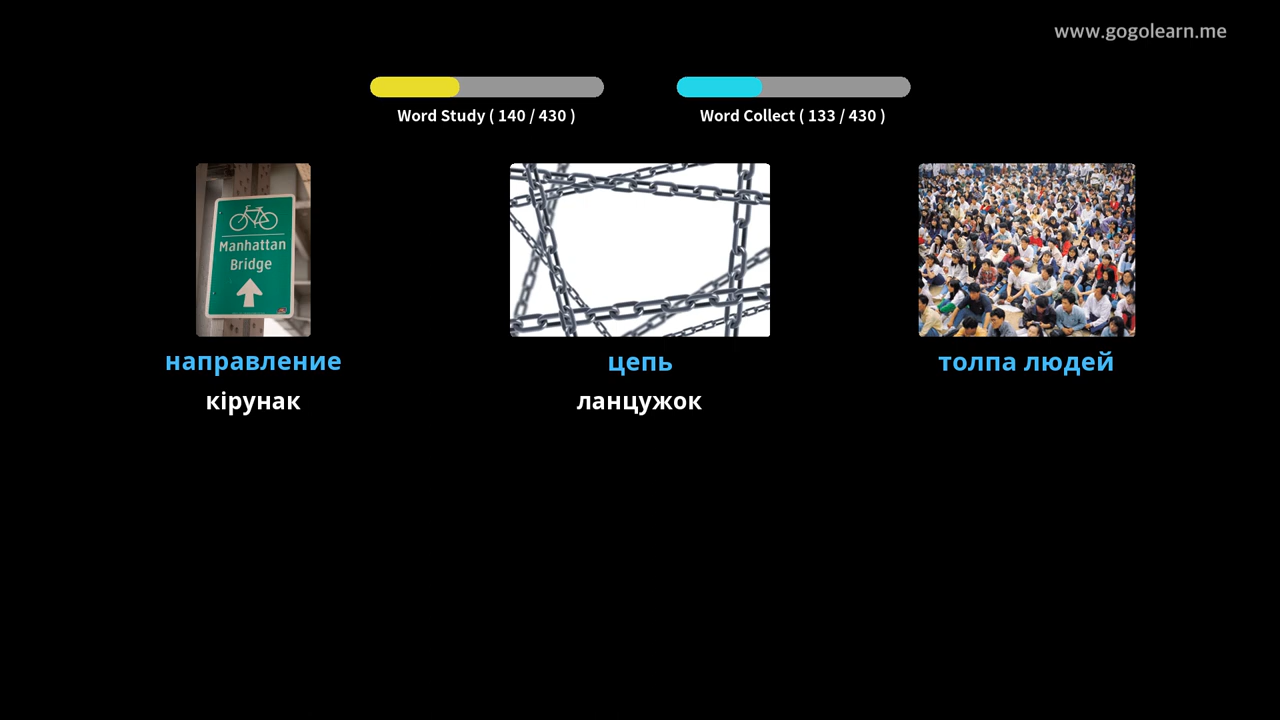 www.gogolearn.me
Word Study ( 140 / 430 )
Word Collect ( 133 / 430 )
Manhattan
Bridge
направление
цепь
толпа людей
кірунак
ланцужок